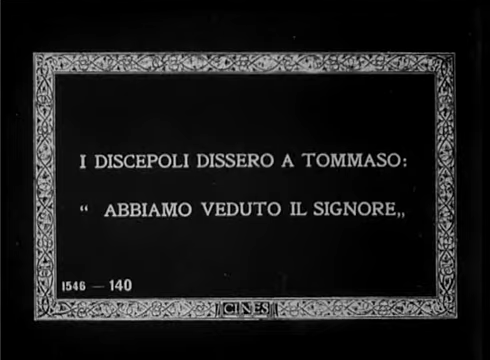 I DISCEPOLI DISSERO A TOMMASO:
“ ABBIAMO VEDUTO IL SIGNORE„
1546 — 140
CINES